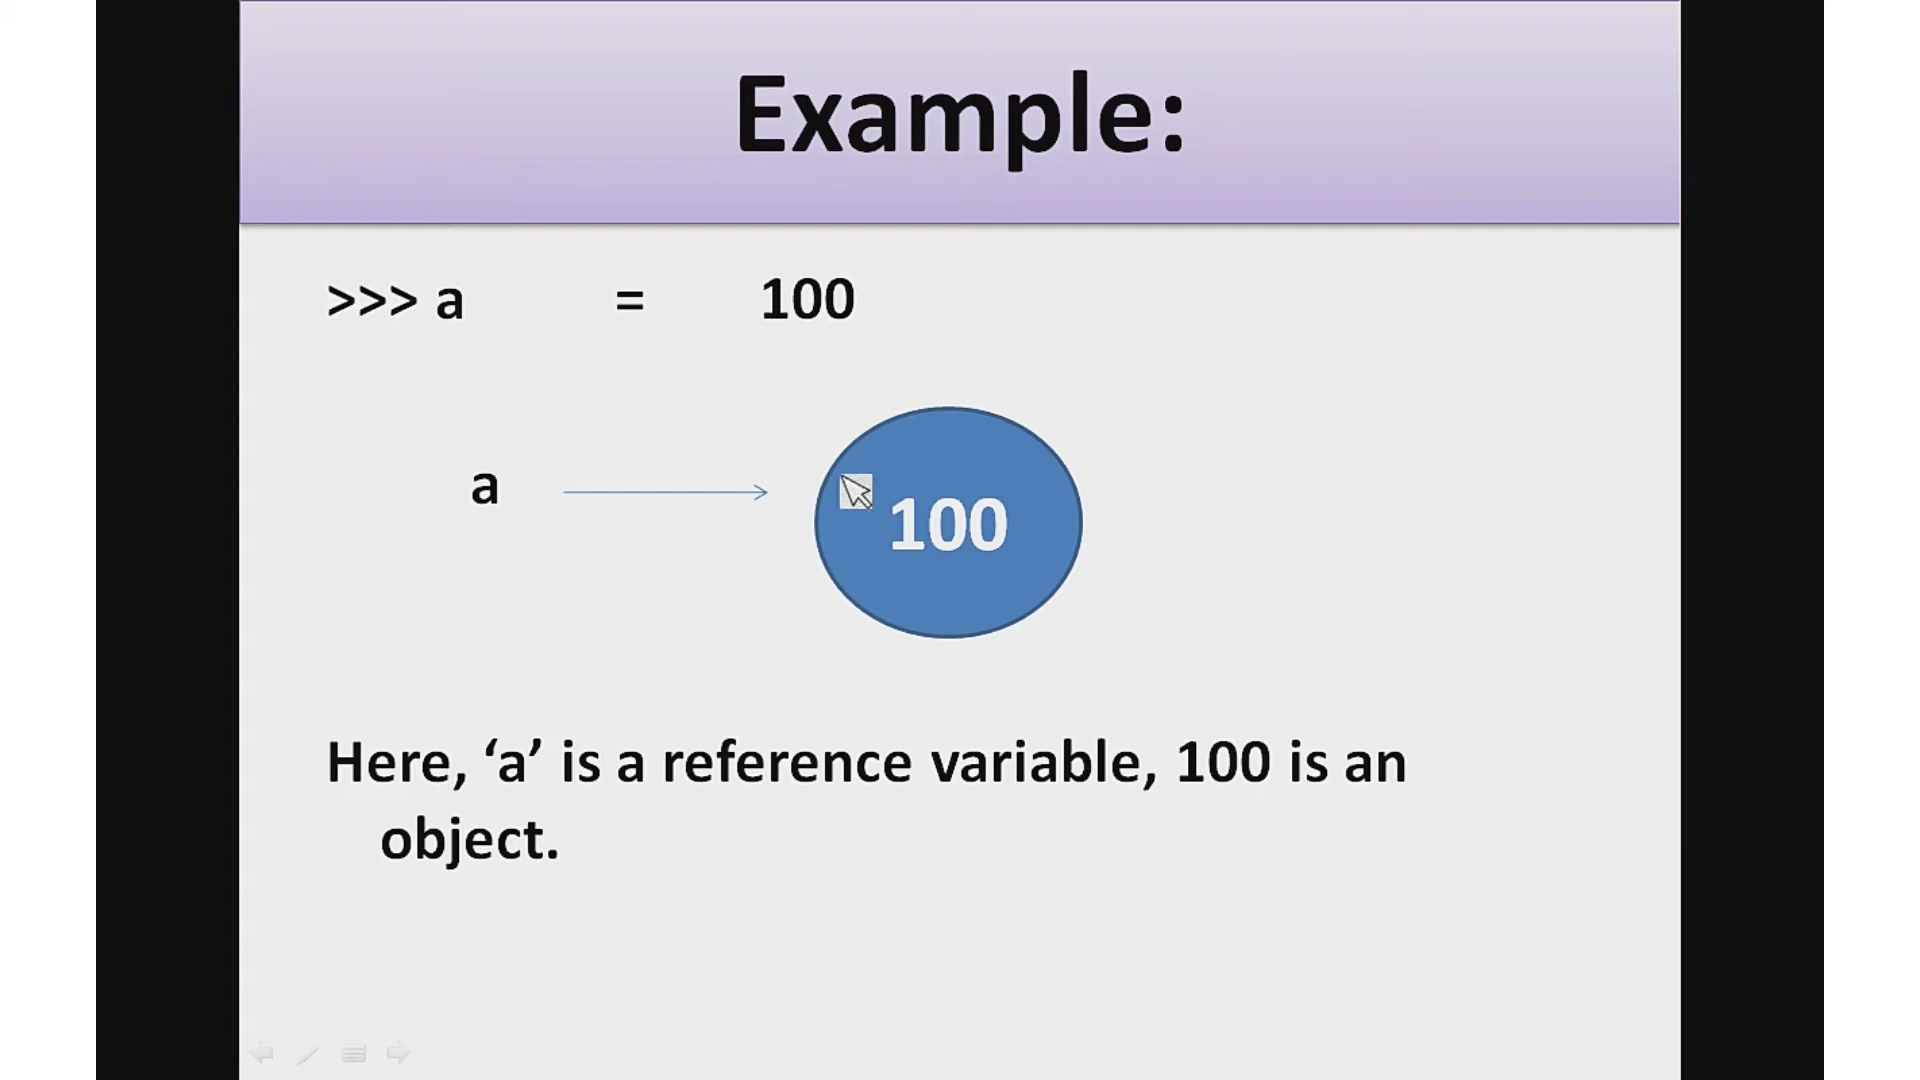 Example:
>>> a = 100
a
100
Here, ‘a’ is a reference variable, 100 is an
object.